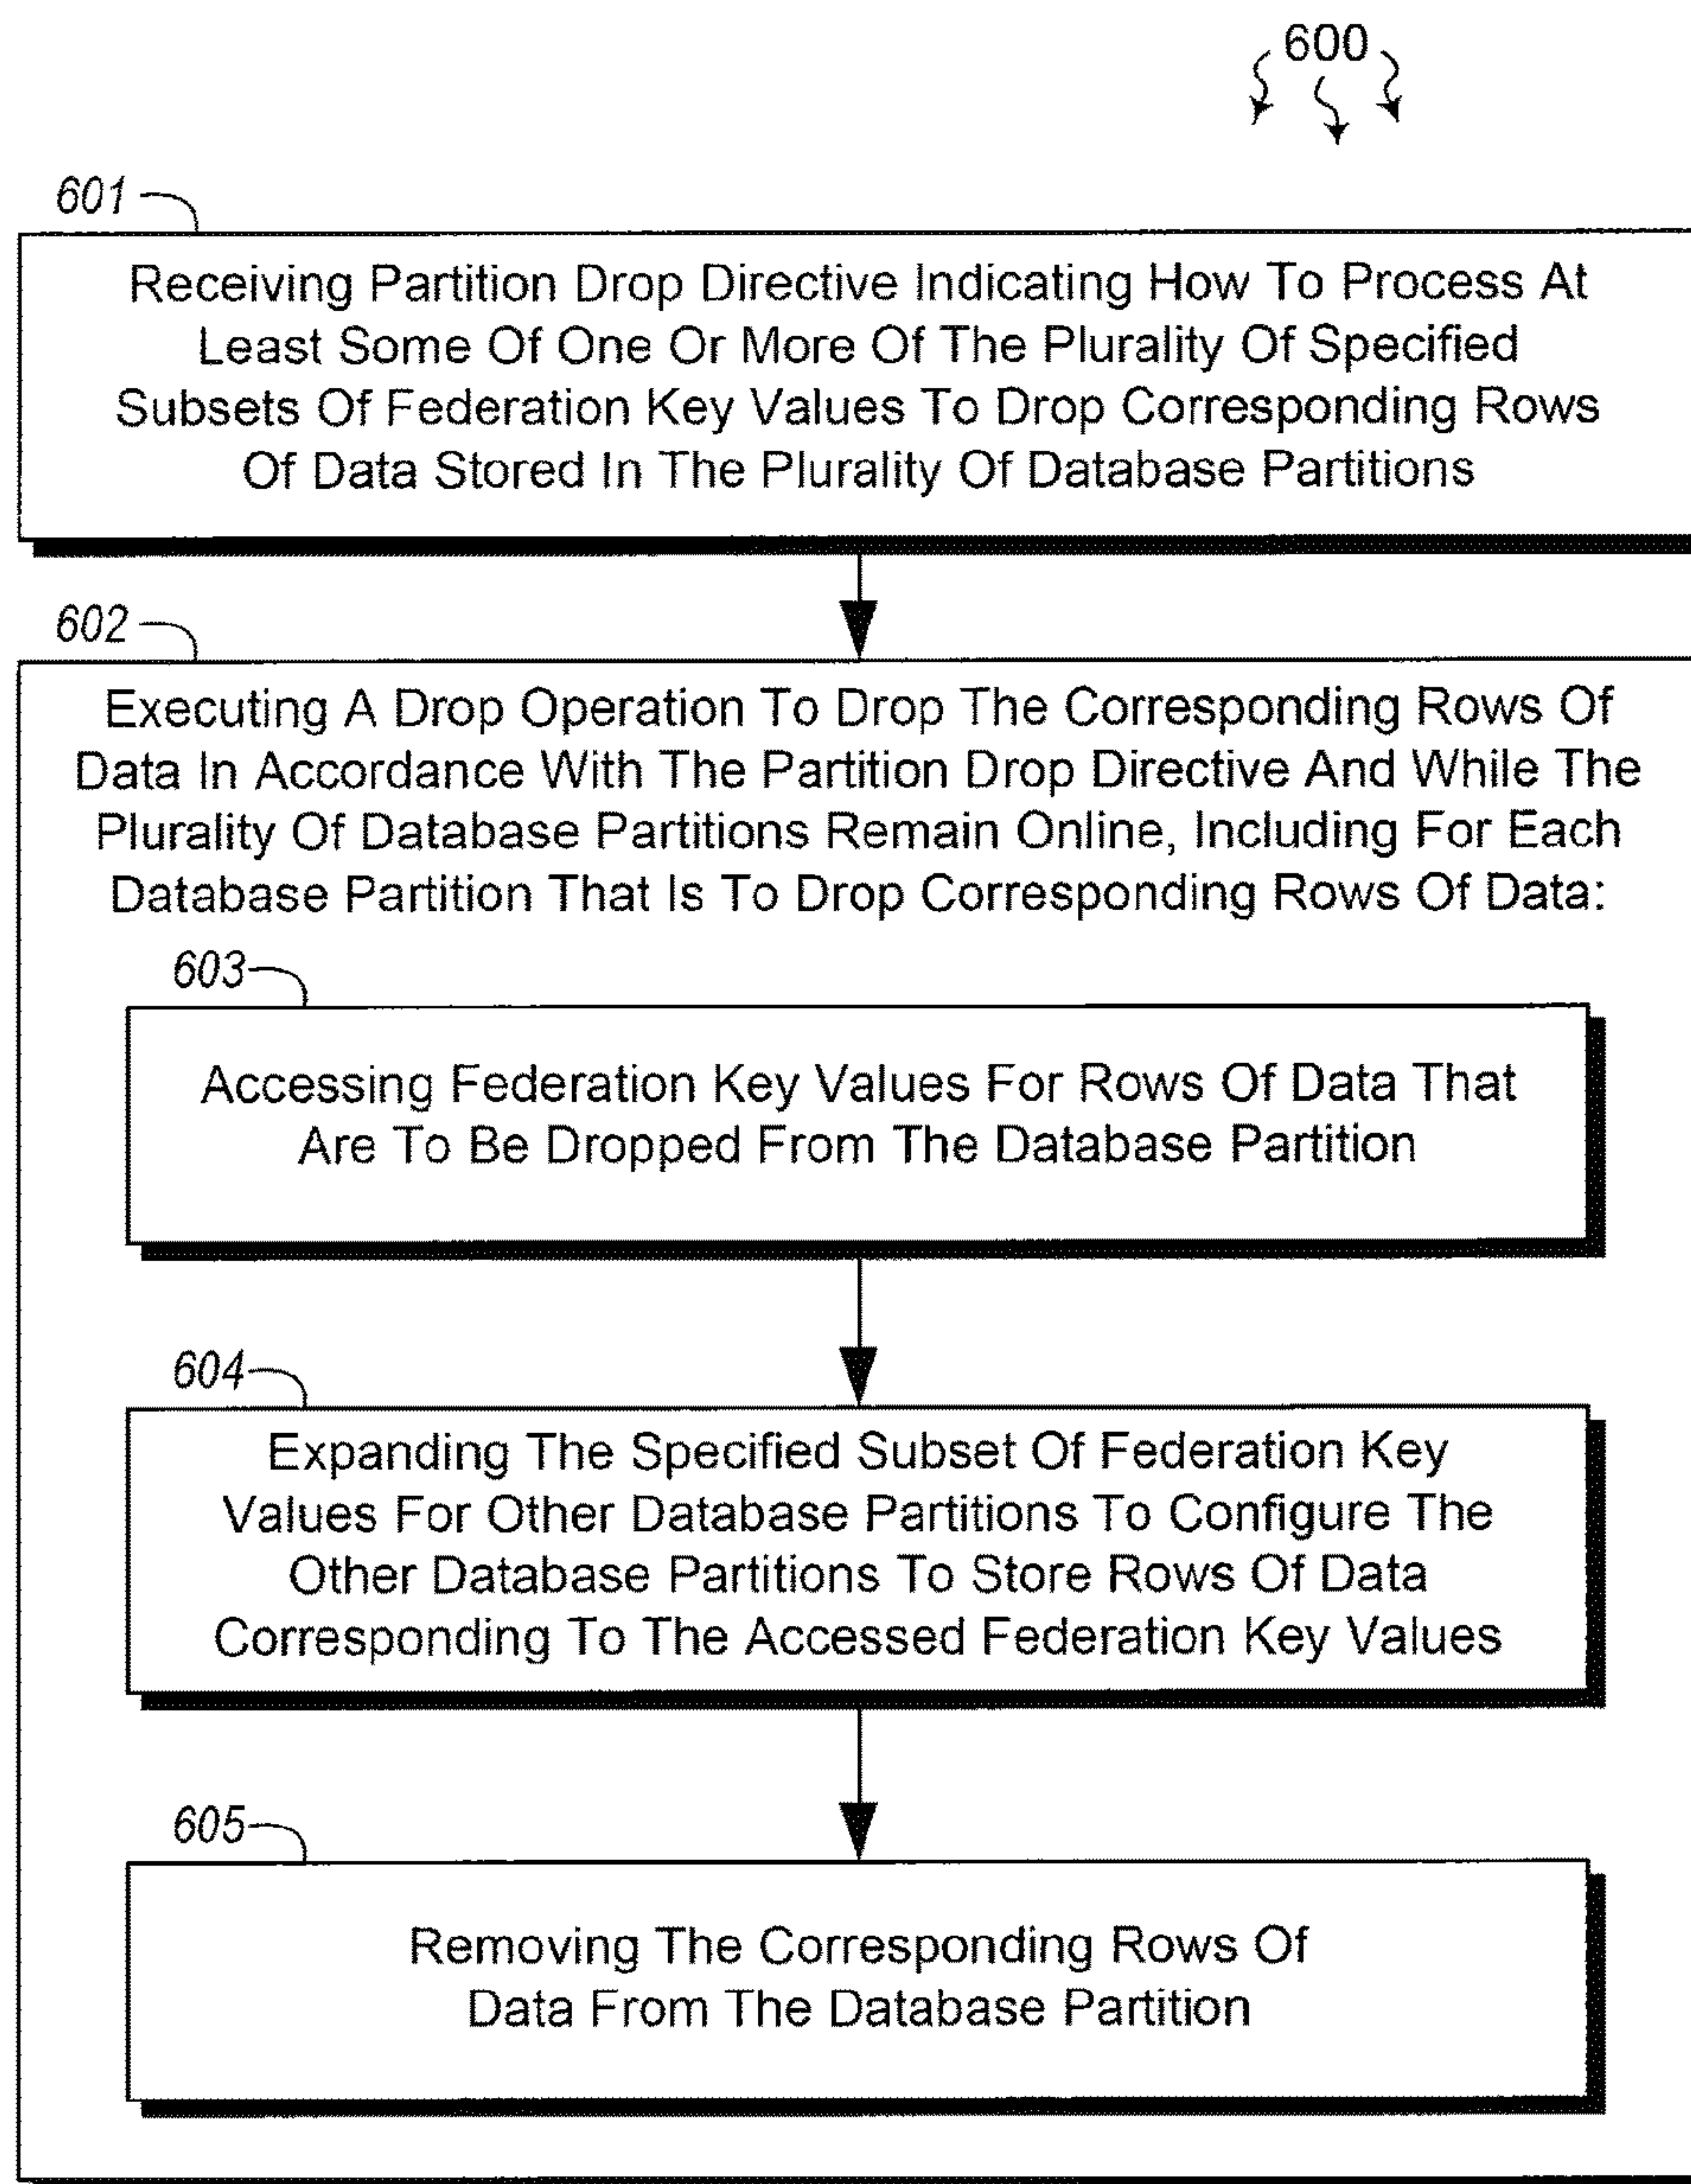 600
601
Receiving Partition Drop Directive Indicating How To Process At
Least Some Of One Or More Of The Plurality Of Specified
Subsets Of Federation Key Values To Drop Corresponding Rows
Of Data Stored In The Plurality Of Database Partitions
602
Executing A Drop Operation To Drop The Corresponding Rows Of
Data In Accordance With The Partition Drop Directive And While The
Plurality Of Database Partitions Remain Online, Including For Each
Database Partition That Is To Drop Corresponding Rows Of Data:
603
Accessing Federation Key Values For Rows Of Data That
Are To Be Dropped From The Database Partition
604
Expanding The Specified Subset Of Federation Key
Values For Other Database Partitions To Configure The
Other Database Partitions To Store Rows Of Data
Corresponding To The Accessed Federation Key Values
605
Removing The Corresponding Rows Of
Data From The Database Partition